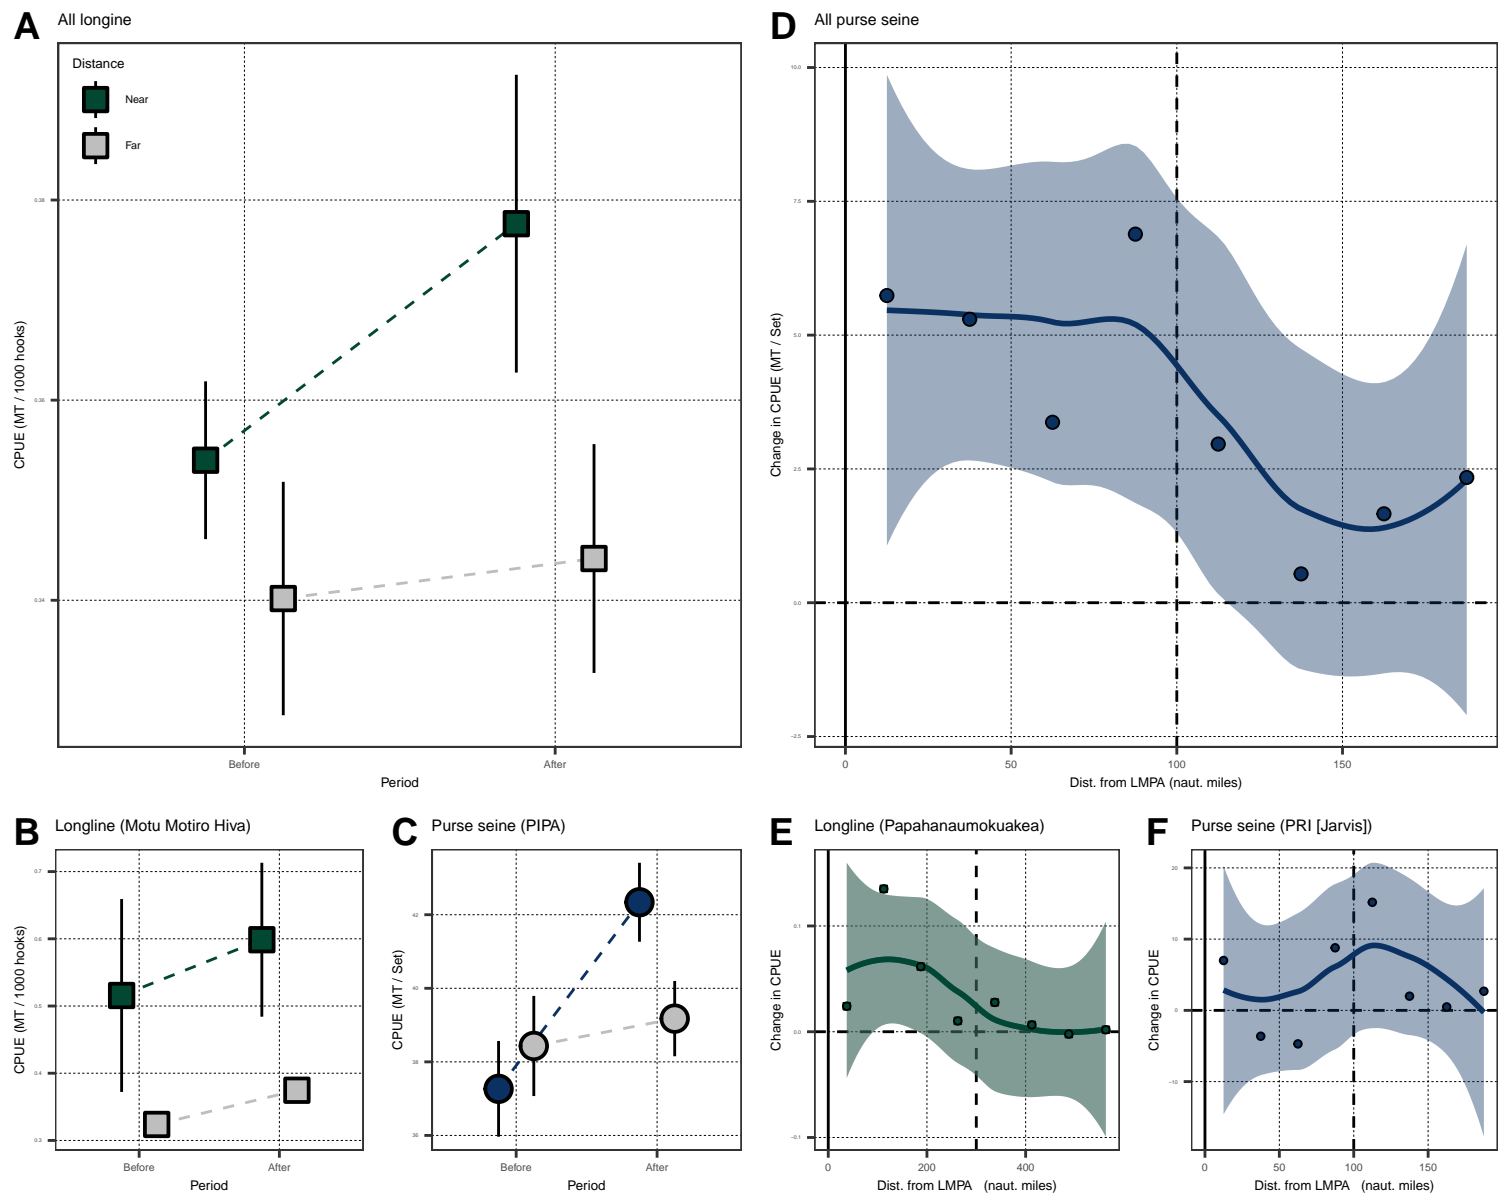 A All longine
Distance
Near
Far
0.38
0.36
0.34
CPUE (MT / 1000 hooks)
Before After
Period
D All purse seine
10.0
7.5
5.0
2.5
0.0
−2.5
Change in CPUE (MT / Set)
0 50 100 150
Dist. from LMPA (naut. miles)
B Longline (Motu Motiro Hiva)
0.7
0.6
0.5
0.4
0.3
CPUE (MT / 1000 hooks)
Before After
Period
C Purse seine (PIPA)
42
40
38
36
CPUE (MT / Set)
Before After
Period
E Longline (Papahanaumokuakea)
0.1
0.0
−0.1
Change in CPUE
0 200 400
Dist. from LMPA (naut. miles)
F Purse seine (PRI [Jarvis])
20
10
0
−10
Change in CPUE
0 50 100 150
Dist. from LMPA (naut. miles)